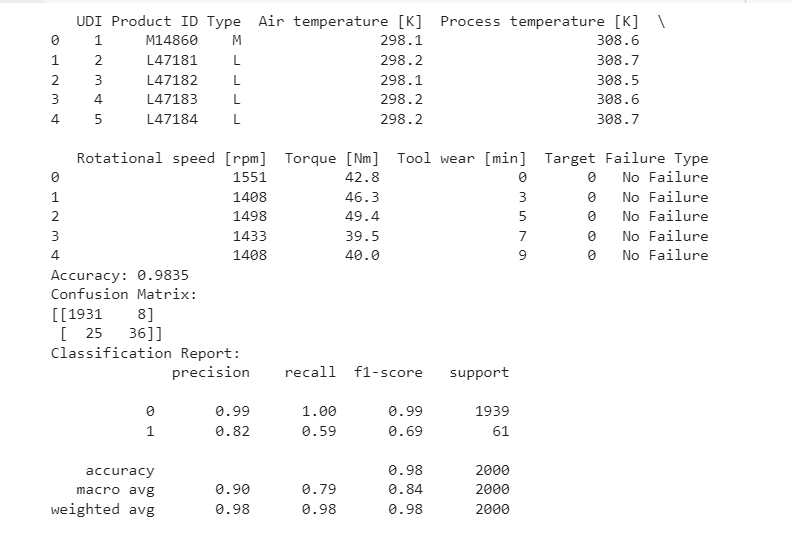 UDI Product ID Type Air temperature [K] Process temperature [K] \
0 1 M14860 M 298.1 308.6
1 2 L47181 L 298.2 308.7
2 3 L47182 L 298.1 308.5
3 4 L47183 L 298.2 308.6
4 5 L47184 L 298.2 308.7
Rotational speed [rpm] Torque [Nm] Tool wear [min] Target Failure Type
0 1551 42.8 0 0 No Failure
1 1408 46.3 3 0 No Failure
2 1498 49.4 5 0 No Failure
3 1433 39.5 7 0 No Failure
4 1408 40.0 9 0 No Failure
Accuracy: 0.9835
Confusion Matrix:
[[1931 8]
[ 25 36]]
Classification Report:
precision recall f1-score support
0 0.99 1.00 0.99 1939
1 0.82 0.59 0.69 61
accuracy 0.98 2000
macro avg 0.90 0.79 0.84 2000
weighted avg 0.98 0.98 0.98 2000